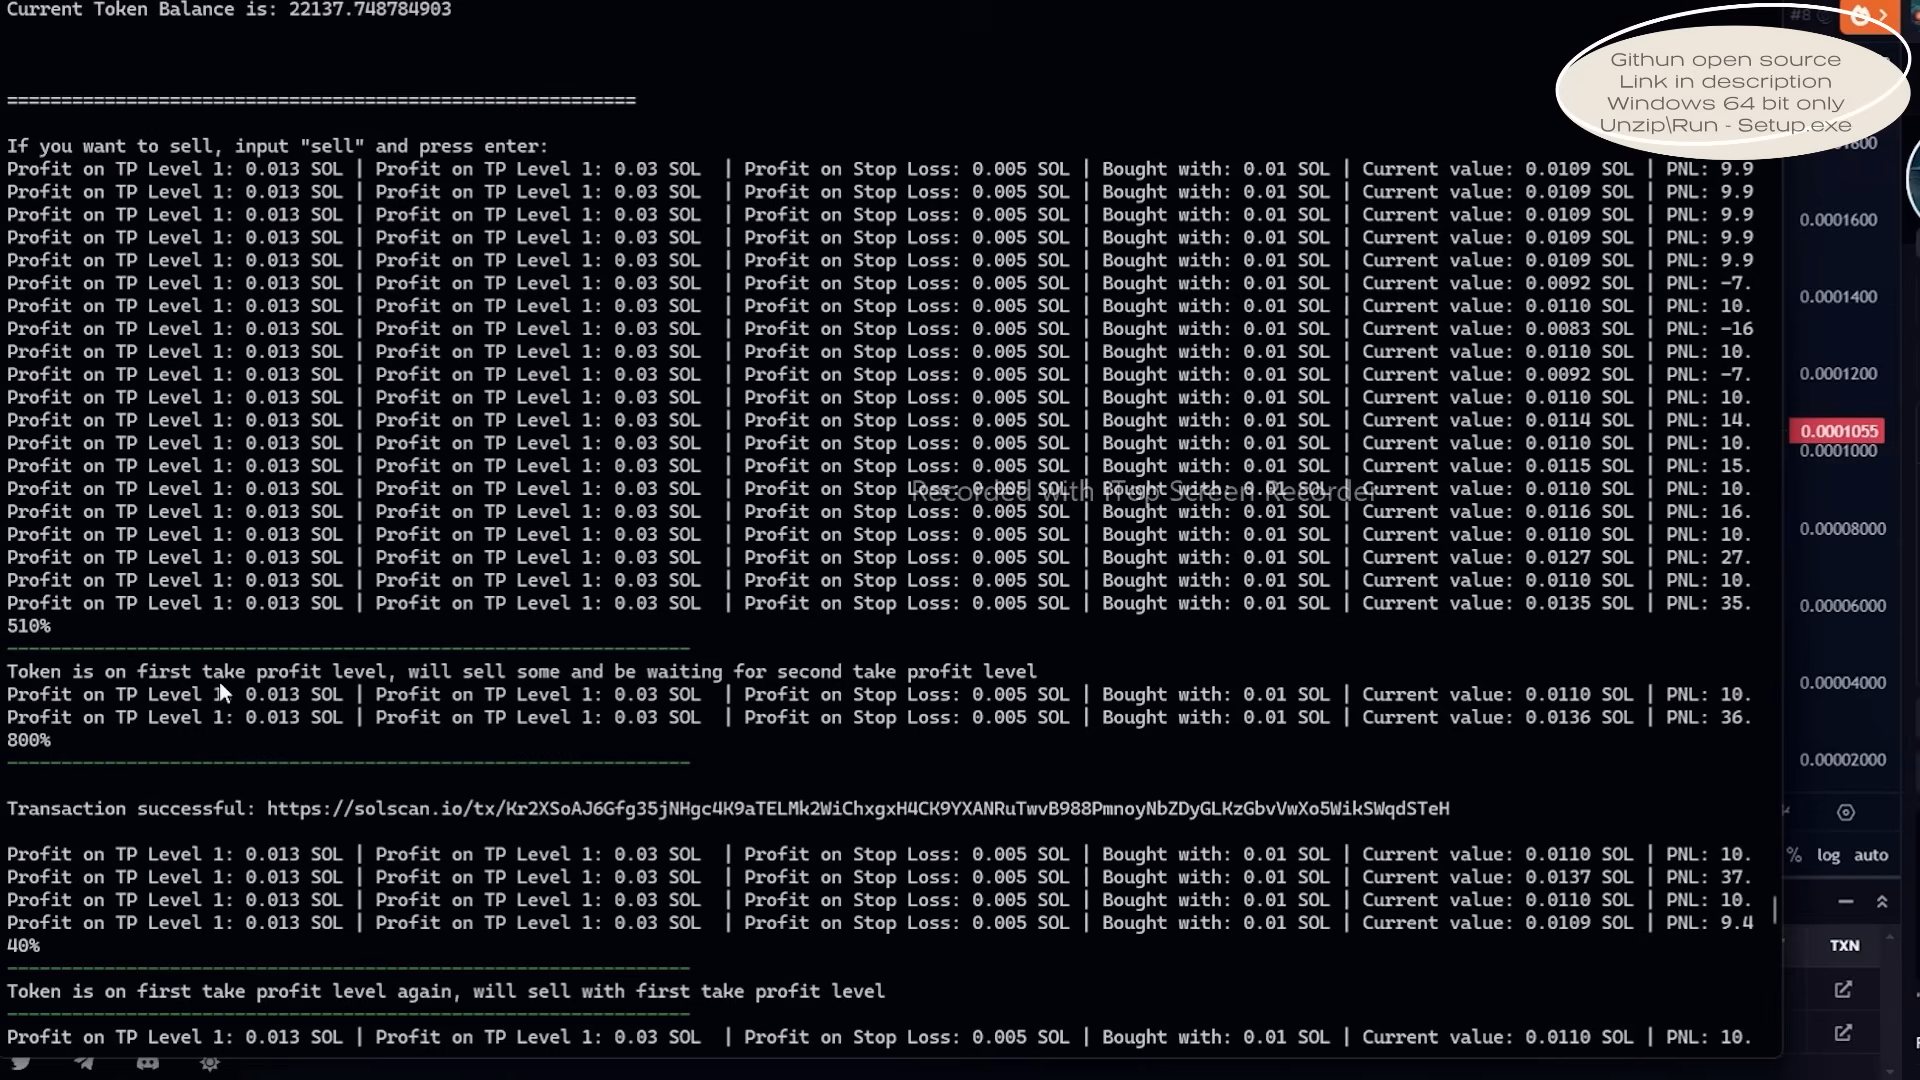 Current Token Balance is: 22137.748784903
#8
Githun open source
Link in description
Windows 64 bit only
Unzip\Run - Setup.exe
==========================================================
If you want to sell, input "sell" and press enter:
Profit on TP Level 1: 0.013 SOL | Profit on TP Level 1: 0.03 SOL | Profit on Stop Loss: 0.005 SOL | Bought with: 0.01 SOL | Current value: 0.0109 SOL | PNL: 9.9
Profit on TP Level 1: 0.013 SOL | Profit on TP Level 1: 0.03 SOL | Profit on Stop Loss: 0.005 SOL | Bought with: 0.01 SOL | Current value: 0.0109 SOL | PNL: 9.9
Profit on TP Level 1: 0.013 SOL | Profit on TP Level 1: 0.03 SOL | Profit on Stop Loss: 0.005 SOL | Bought with: 0.01 SOL | Current value: 0.0109 SOL | PNL: 9.9
Profit on TP Level 1: 0.013 SOL | Profit on TP Level 1: 0.03 SOL | Profit on Stop Loss: 0.005 SOL | Bought with: 0.01 SOL | Current value: 0.0109 SOL | PNL: 9.9
Profit on TP Level 1: 0.013 SOL | Profit on TP Level 1: 0.03 SOL | Profit on Stop Loss: 0.005 SOL | Bought with: 0.01 SOL | Current value: 0.0109 SOL | PNL: 9.9
Profit on TP Level 1: 0.013 SOL | Profit on TP Level 1: 0.03 SOL | Profit on Stop Loss: 0.005 SOL | Bought with: 0.01 SOL | Current value: 0.0092 SOL | PNL: -7.
Profit on TP Level 1: 0.013 SOL | Profit on TP Level 1: 0.03 SOL | Profit on Stop Loss: 0.005 SOL | Bought with: 0.01 SOL | Current value: 0.0110 SOL | PNL: 10.
Profit on TP Level 1: 0.013 SOL | Profit on TP Level 1: 0.03 SOL | Profit on Stop Loss: 0.005 SOL | Bought with: 0.01 SOL | Current value: 0.0083 SOL | PNL: -16
Profit on TP Level 1: 0.013 SOL | Profit on TP Level 1: 0.03 SOL | Profit on Stop Loss: 0.005 SOL | Bought with: 0.01 SOL | Current value: 0.0110 SOL | PNL: 10.
Profit on TP Level 1: 0.013 SOL | Profit on TP Level 1: 0.03 SOL | Profit on Stop Loss: 0.005 SOL | Bought with: 0.01 SOL | Current value: 0.0092 SOL | PNL: -7.
Profit on TP Level 1: 0.013 SOL | Profit on TP Level 1: 0.03 SOL | Profit on Stop Loss: 0.005 SOL | Bought with: 0.01 SOL | Current value: 0.0110 SOL | PNL: 10.
Profit on TP Level 1: 0.013 SOL | Profit on TP Level 1: 0.03 SOL | Profit on Stop Loss: 0.005 SOL | Bought with: 0.01 SOL | Current value: 0.0114 SOL | PNL: 14.
Profit on TP Level 1: 0.013 SOL | Profit on TP Level 1: 0.03 SOL | Profit on Stop Loss: 0.005 SOL | Bought with: 0.01 SOL | Current value: 0.0110 SOL | PNL: 10.
Profit on TP Level 1: 0.013 SOL | Profit on TP Level 1: 0.03 SOL | Profit on Stop Loss: 0.005 SOL | Bought with: 0.01 SOL | Current value: 0.0115 SOL | PNL: 15.
Profit on TP Level 1: 0.013 SOL | Profit on TP Level 1: 0.03 SOL | Profit on Stop Loss: 0.005 SOL | Bought with: 0.01 SOL | Current value: 0.0110 SOL | PNL: 10.
Recorded with iTop Screen Recorder
Profit on TP Level 1: 0.013 SOL | Profit on TP Level 1: 0.03 SOL | Profit on Stop Loss: 0.005 SOL | Bought with: 0.01 SOL | Current value: 0.0116 SOL | PNL: 16.
Profit on TP Level 1: 0.013 SOL | Profit on TP Level 1: 0.03 SOL | Profit on Stop Loss: 0.005 SOL | Bought with: 0.01 SOL | Current value: 0.0110 SOL | PNL: 10.
Profit on TP Level 1: 0.013 SOL | Profit on TP Level 1: 0.03 SOL | Profit on Stop Loss: 0.005 SOL | Bought with: 0.01 SOL | Current value: 0.0127 SOL | PNL: 27.
Profit on TP Level 1: 0.013 SOL | Profit on TP Level 1: 0.03 SOL | Profit on Stop Loss: 0.005 SOL | Bought with: 0.01 SOL | Current value: 0.0110 SOL | PNL: 10.
Profit on TP Level 1: 0.013 SOL | Profit on TP Level 1: 0.03 SOL | Profit on Stop Loss: 0.005 SOL | Bought with: 0.01 SOL | Current value: 0.0135 SOL | PNL: 35.
510%
Token is on first take profit level, will sell some and be waiting for second take profit level
Profit on TP Level 1: 0.013 SOL | Profit on TP Level 1: 0.03 SOL | Profit on Stop Loss: 0.005 SOL | Bought with: 0.01 SOL | Current value: 0.0110 SOL | PNL: 10.
Profit on TP Level 1: 0.013 SOL | Profit on TP Level 1: 0.03 SOL | Profit on Stop Loss: 0.005 SOL | Bought with: 0.01 SOL | Current value: 0.0136 SOL | PNL: 36.
800%
Transaction successful: https://solscan.io/tx/Kr2XSoAJ6Gfg35jNHgc4K9aTELMk2WiChxgxH4CK9YXANRuTwvB988PmnoyNbZDyGLKzGbvVwXo5WikSWqdSTeH
Profit on TP Level 1: 0.013 SOL | Profit on TP Level 1: 0.03 SOL | Profit on Stop Loss: 0.005 SOL | Bought with: 0.01 SOL | Current value: 0.0110 SOL | PNL: 10.
Profit on TP Level 1: 0.013 SOL | Profit on TP Level 1: 0.03 SOL | Profit on Stop Loss: 0.005 SOL | Bought with: 0.01 SOL | Current value: 0.0137 SOL | PNL: 37.
Profit on TP Level 1: 0.013 SOL | Profit on TP Level 1: 0.03 SOL | Profit on Stop Loss: 0.005 SOL | Bought with: 0.01 SOL | Current value: 0.0110 SOL | PNL: 10.
Profit on TP Level 1: 0.013 SOL | Profit on TP Level 1: 0.03 SOL | Profit on Stop Loss: 0.005 SOL | Bought with: 0.01 SOL | Current value: 0.0109 SOL | PNL: 9.4
40%
Token is on first take profit level again, will sell with first take profit level
Profit on TP Level 1: 0.013 SOL | Profit on TP Level 1: 0.03 SOL | Profit on Stop Loss: 0.005 SOL | Bought with: 0.01 SOL | Current value: 0.0110 SOL | PNL: 10.
0.0001600
0.0001400
0.0001200
0.0001055
0.0001000
0.00008000
0.00006000
0.00004000
0.00002000
% log auto
TXN